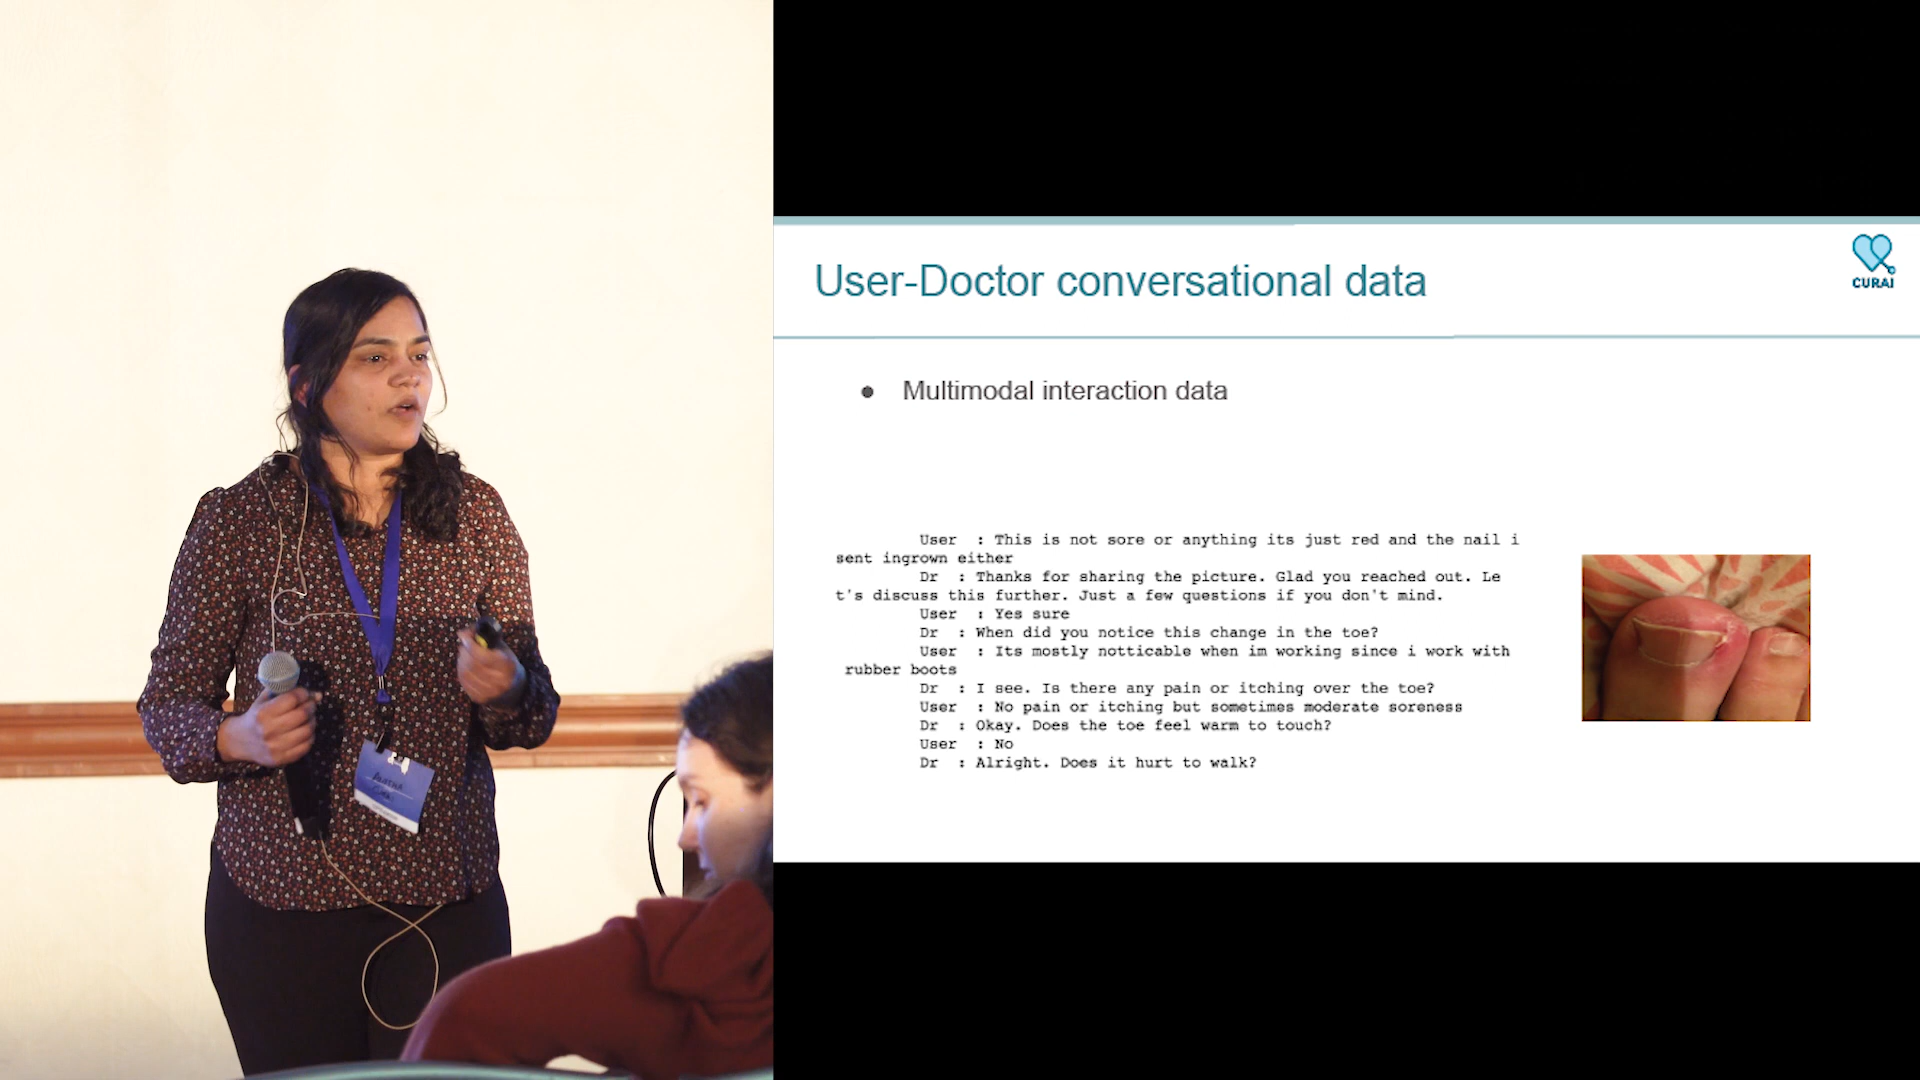 User-Doctor conversational data
CURAI
● Multimodal interaction data
User : This is not sore or anything its just red and the nail i
sent ingrown either
Dr : Thanks for sharing the picture. Glad you reached out. Le
t's discuss this further. Just a few questions if you don't mind.
User : Yes sure
Dr : When did you notice this change in the toe?
User : Its mostly notticable when im working since i work with
rubber boots
Dr : I see. Is there any pain or itching over the toe?
User : No pain or itching but sometimes moderate soreness
Dr : Okay. Does the toe feel warm to touch?
User : No
Dr : Alright. Does it hurt to walk?